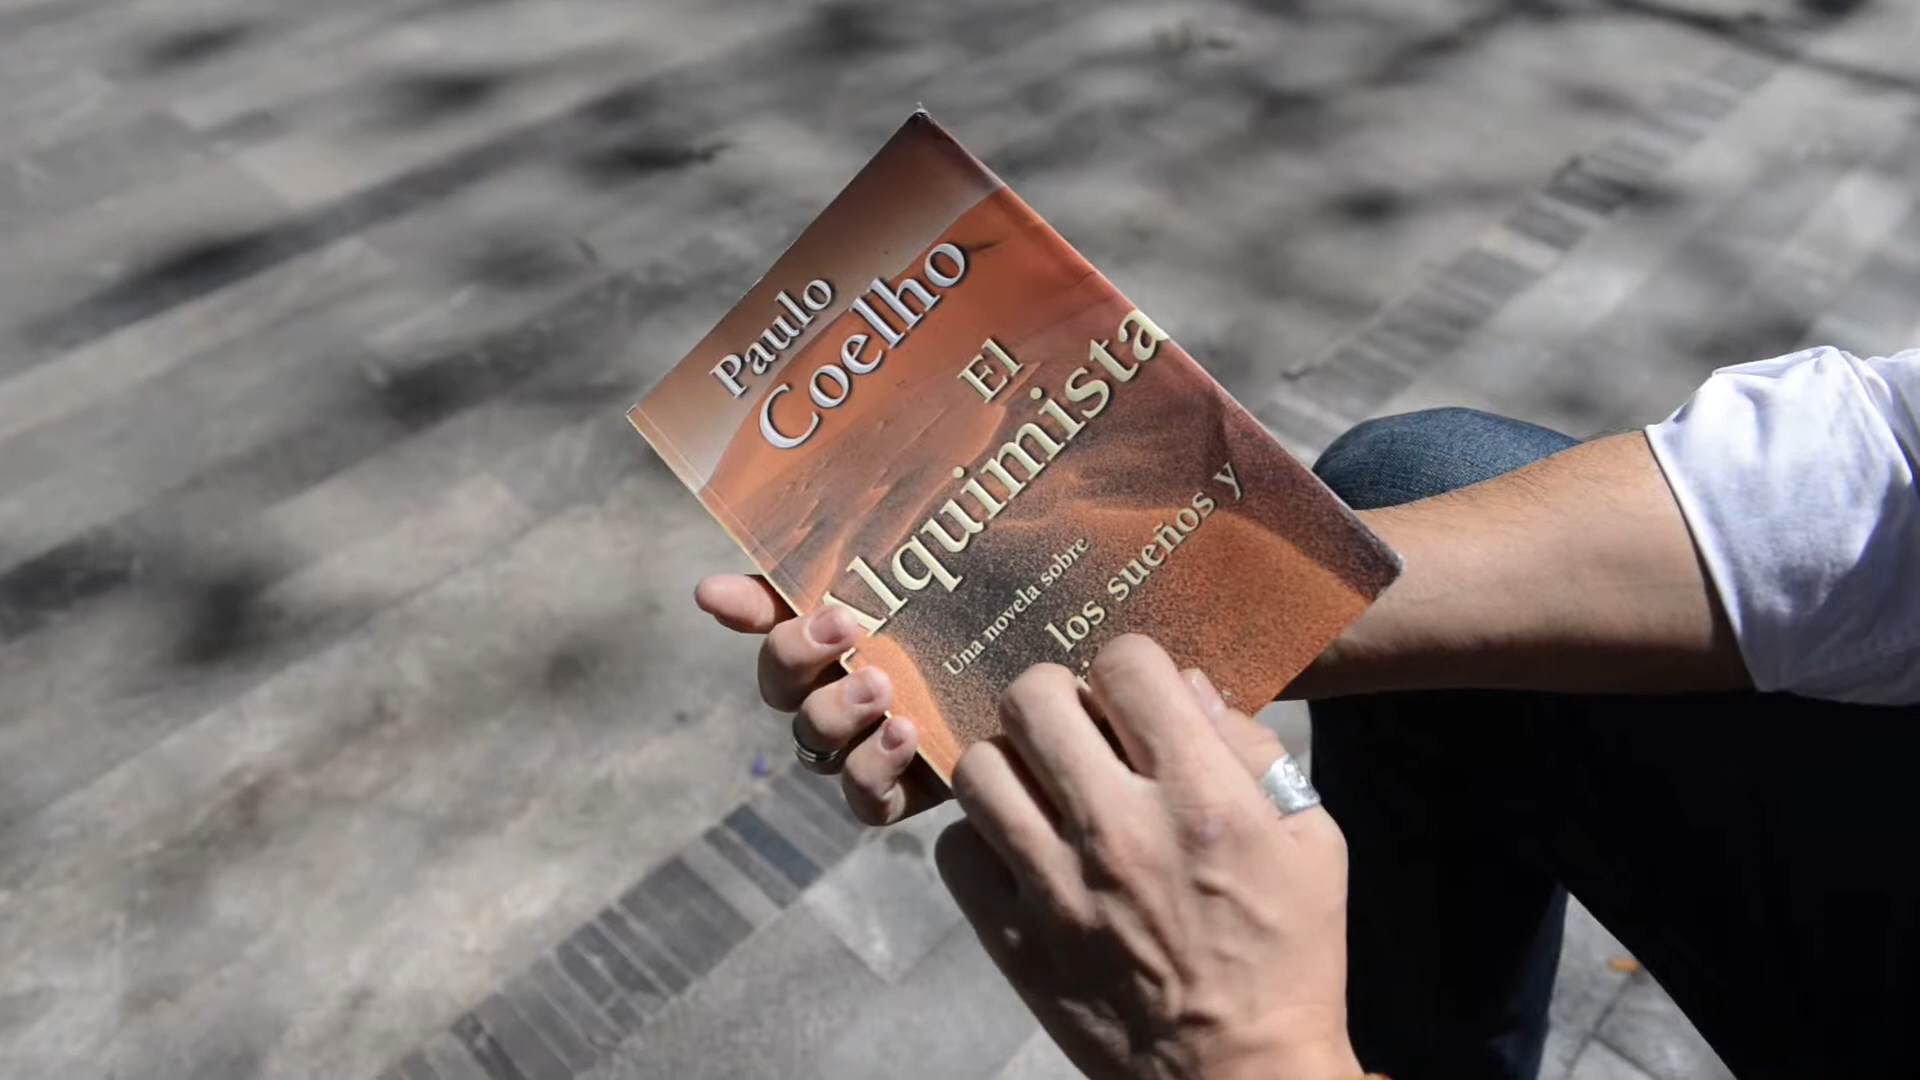 Paulo
Coelho
El
Alquimista
Una novela sobre
los sueños y